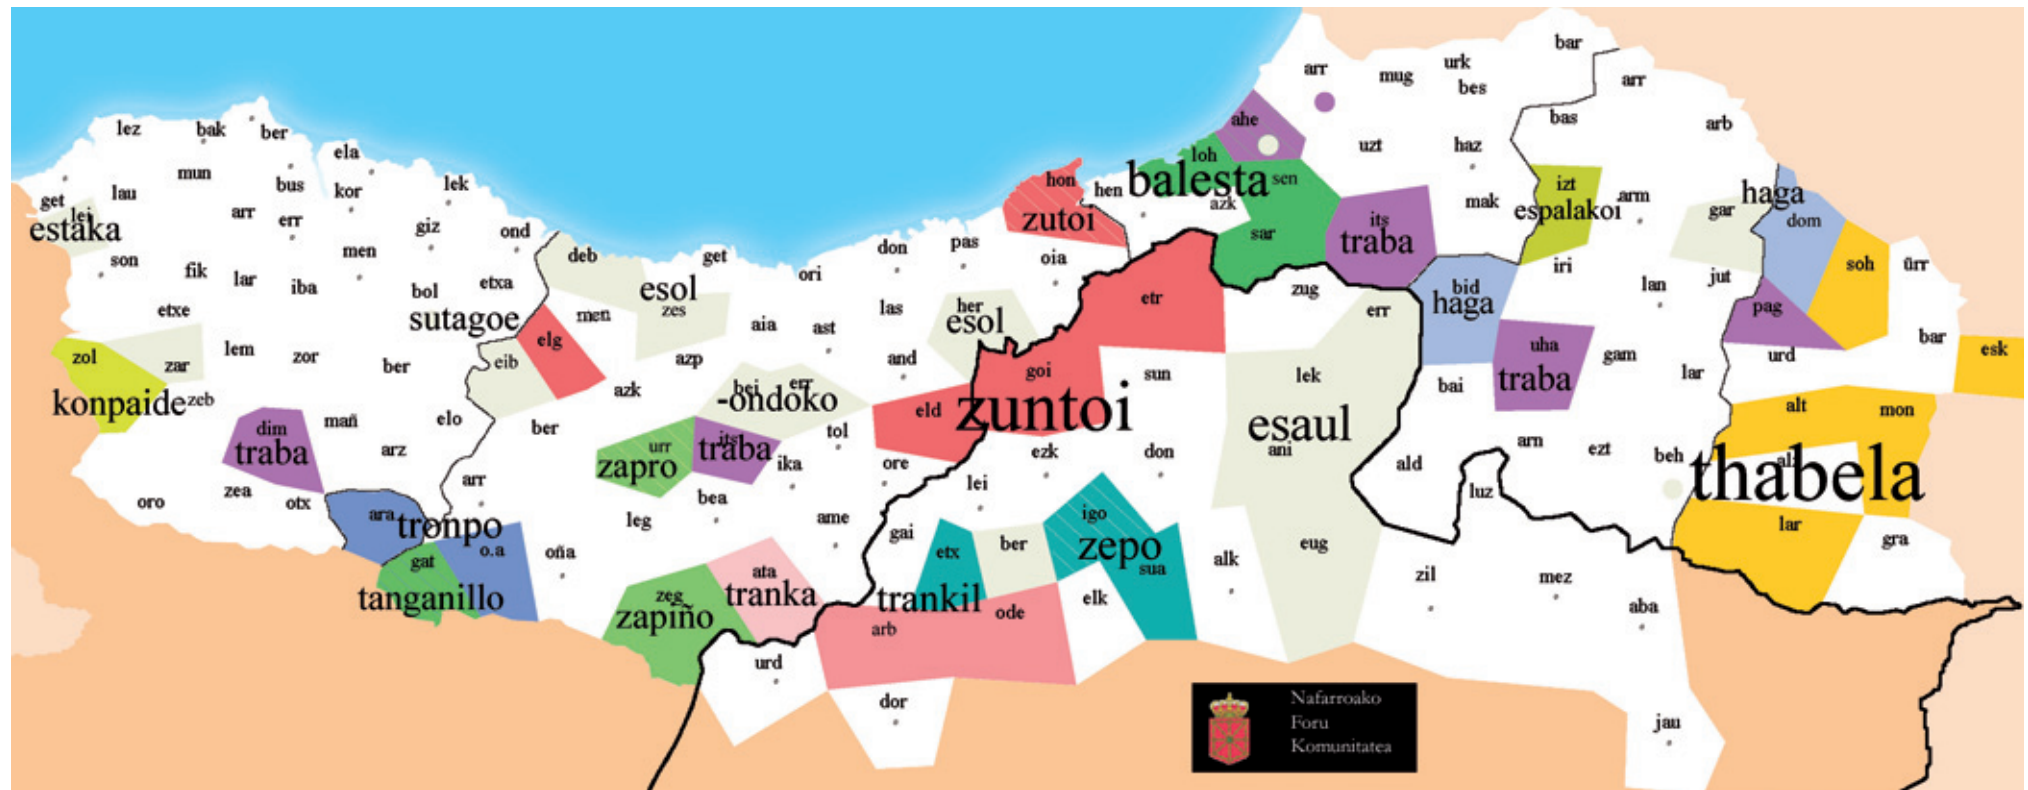 bar
arr
mug
urk
bes
arr
bas
arb
ahe
uzt
haz
lez
bak
ber
ela
mun
bus
kor
lek
get
lau
lei
estaka
arr
err
giz
ond
men
son
fik
lar
iba
bol
etxa
etxe
sutagoe
lem
zor
ber
zol
zar
konpaide
zeb
dim
traba
mañ
elo
arz
arr
oro
zea
otx
ara
tronpo
o.a
gat
tanganillo
oña
deb
get
esol
zes
men
elg
eib
azp
azk
ber
aia
ast
ori
don
pas
las
her
esol
and
bei
err
-ondoko
urr
zapro
its
traba
ika
tol
bea
leg
ame
ore
eld
zeg
zapiño
ata
tranka
urd
hon
zutoi
hen
oia
loh
balesta
sen
azk
sar
its
traba
mak
izt
espalakoi
arm
gar
haga
dom
soh
ürr
etr
zug
err
bid
haga
iri
lan
jut
pag
goi
zuntoi
sun
lek
esaul
ani
bai
uha
traba
gam
lar
urd
bar
esk
ezk
don
lei
gai
etx
trankil
ber
igo
zepo
sua
alk
eug
elk
ode
arb
dor
ald
luz
arn
ezt
beh
alt
mon
thabela
lar
gra
zil
mez
aba
jau
Nafarroako
Foru
Komunitatea